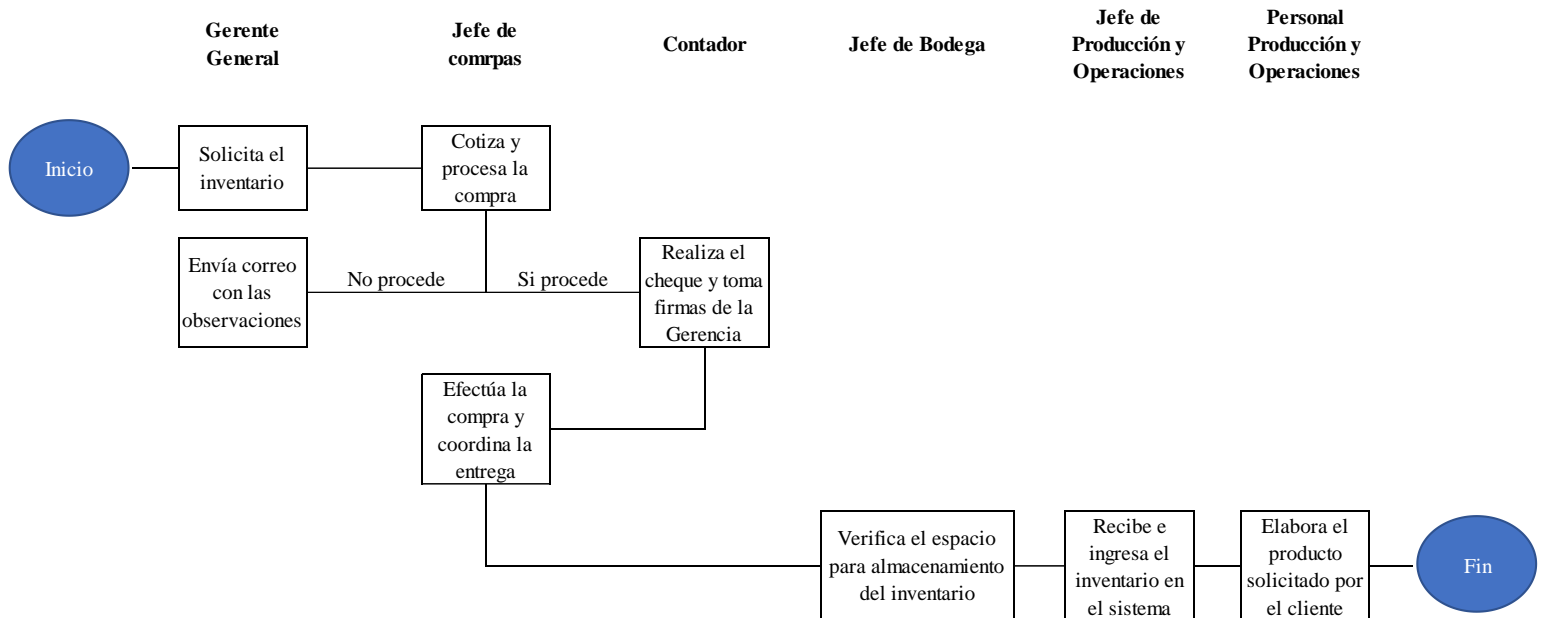 Gerente
General
Jefe de
comrpas
Contador
Jefe de Bodega
Jefe de
Producción y
Operaciones
Personal
Producción y
Operaciones
Inicio
Solicita el
inventario
Cotiza y
procesa la
compra
Envía correo
con las
observaciones
No procede
Si procede
Realiza el
cheque y toma
firmas de la
Gerencia
Efectúa la
compra y
coordina la
entrega
Verifica el espacio
para almacenamiento
del inventario
Recibe e
ingresa el
inventario en
el sistema
Elabora el
producto
solicitado por
el cliente
Fin